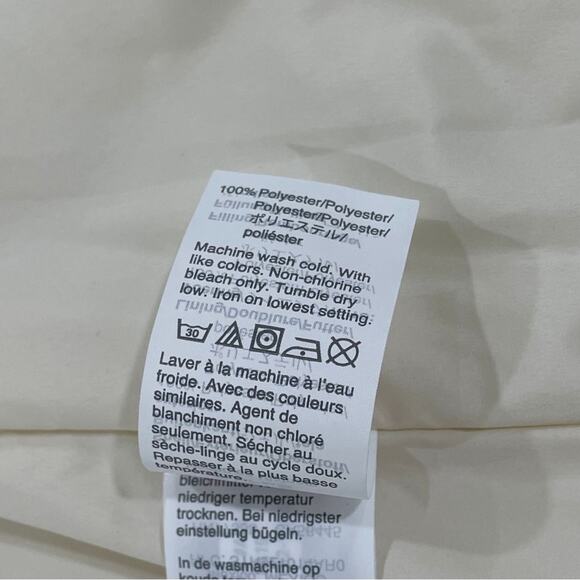 100% Polyester/Polyester/
Polyester/Polyester/
ポリエステル/
poliéster
Machine wash cold. With
like colors. Non-chlorine
bleach only. Tumble dry
low. Iron on lowest setting.
30
Laver à la machine à l'eau
froide. Avec des couleurs
similaires. Agent de
blanchiment non chloré
seulement. Sécher au
sèche-linge au cycle doux.
Repasser à la plus basse
température.
niedriger temperatur
trocknen. Bei niedrigster
einstellung bügeln.
In de wasmachine op